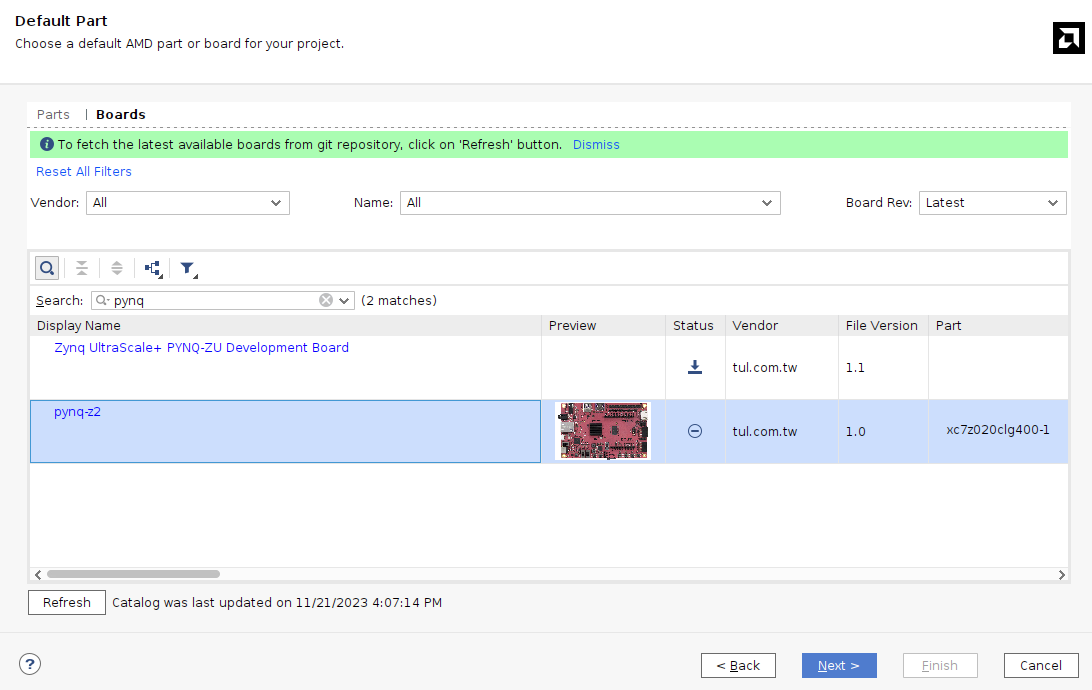 Default Part
Choose a default AMD part or board for your project.
Parts | Boards
To fetch the latest available boards from git repository, click on 'Refresh' button. Dismiss
Reset All Filters
Vendor: All Name: All Board Rev: Latest
Search: pynq (2 matches)
Display Name Preview Status Vendor File Version Part
Zynq UltraScale+ PYNQ-ZU Development Board tul.com.tw 1.1
pynq-z2 tul.com.tw 1.0 xc7z020clg400-1
Refresh Catalog was last updated on 11/21/2023 4:07:14 PM
? < Back Next > Finish Cancel